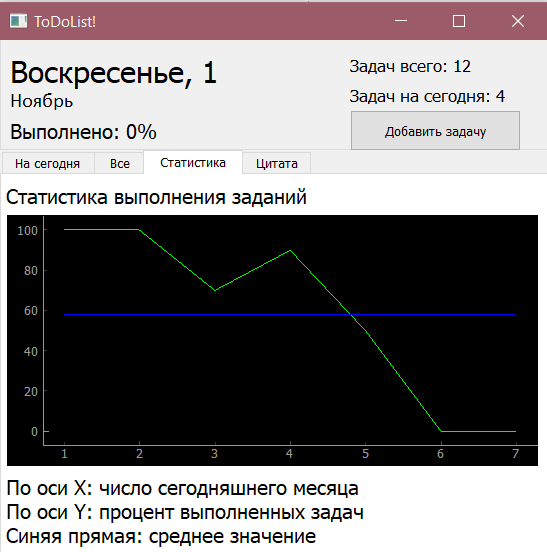 ToDoList!
Воскресенье, 1
Ноябрь
Выполнено: 0%
Задач всего: 12
Задач на сегодня: 4
Добавить задачу
На сегодня
Все
Статистика
Цитата
Статистика выполнения заданий
100
80
60
40
20
0
1 2 3 4 5 6 7
По оси X: число сегодняшнего месяца
По оси Y: процент выполненных задач
Синяя прямая: среднее значение